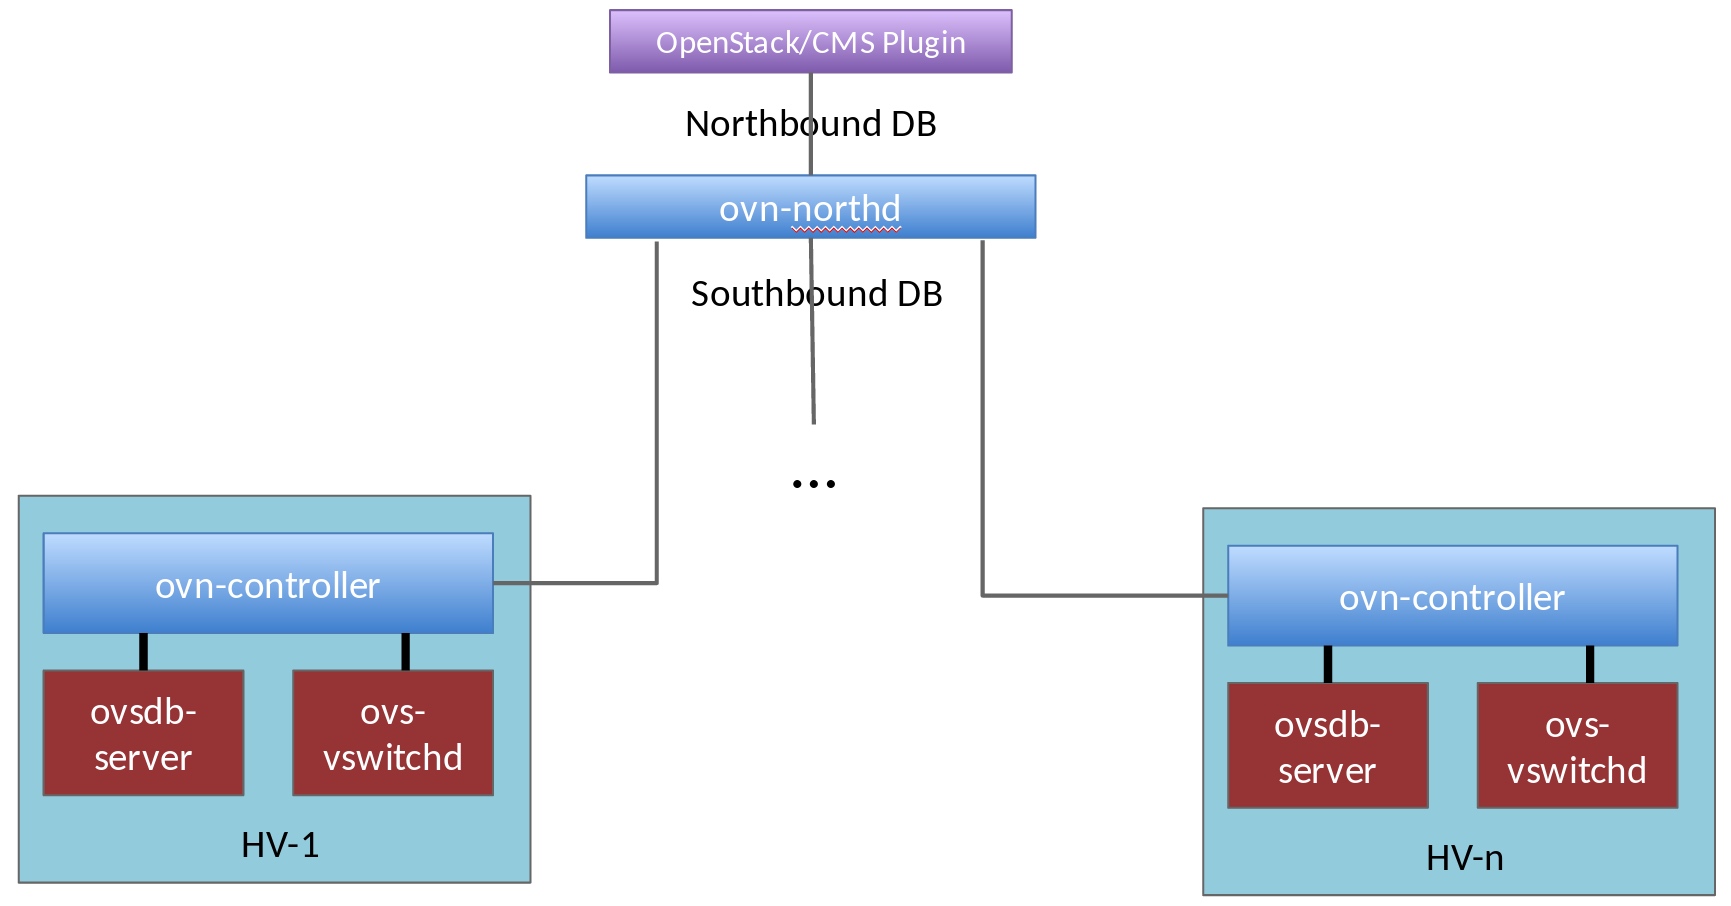 OpenStack/CMS Plugin
Northbound DB
ovn-northd
Southbound DB
...
ovn-controller
ovsdb-
server
ovs-
vswitchd
HV-1
ovn-controller
ovsdb-
server
ovs-
vswitchd
HV-n